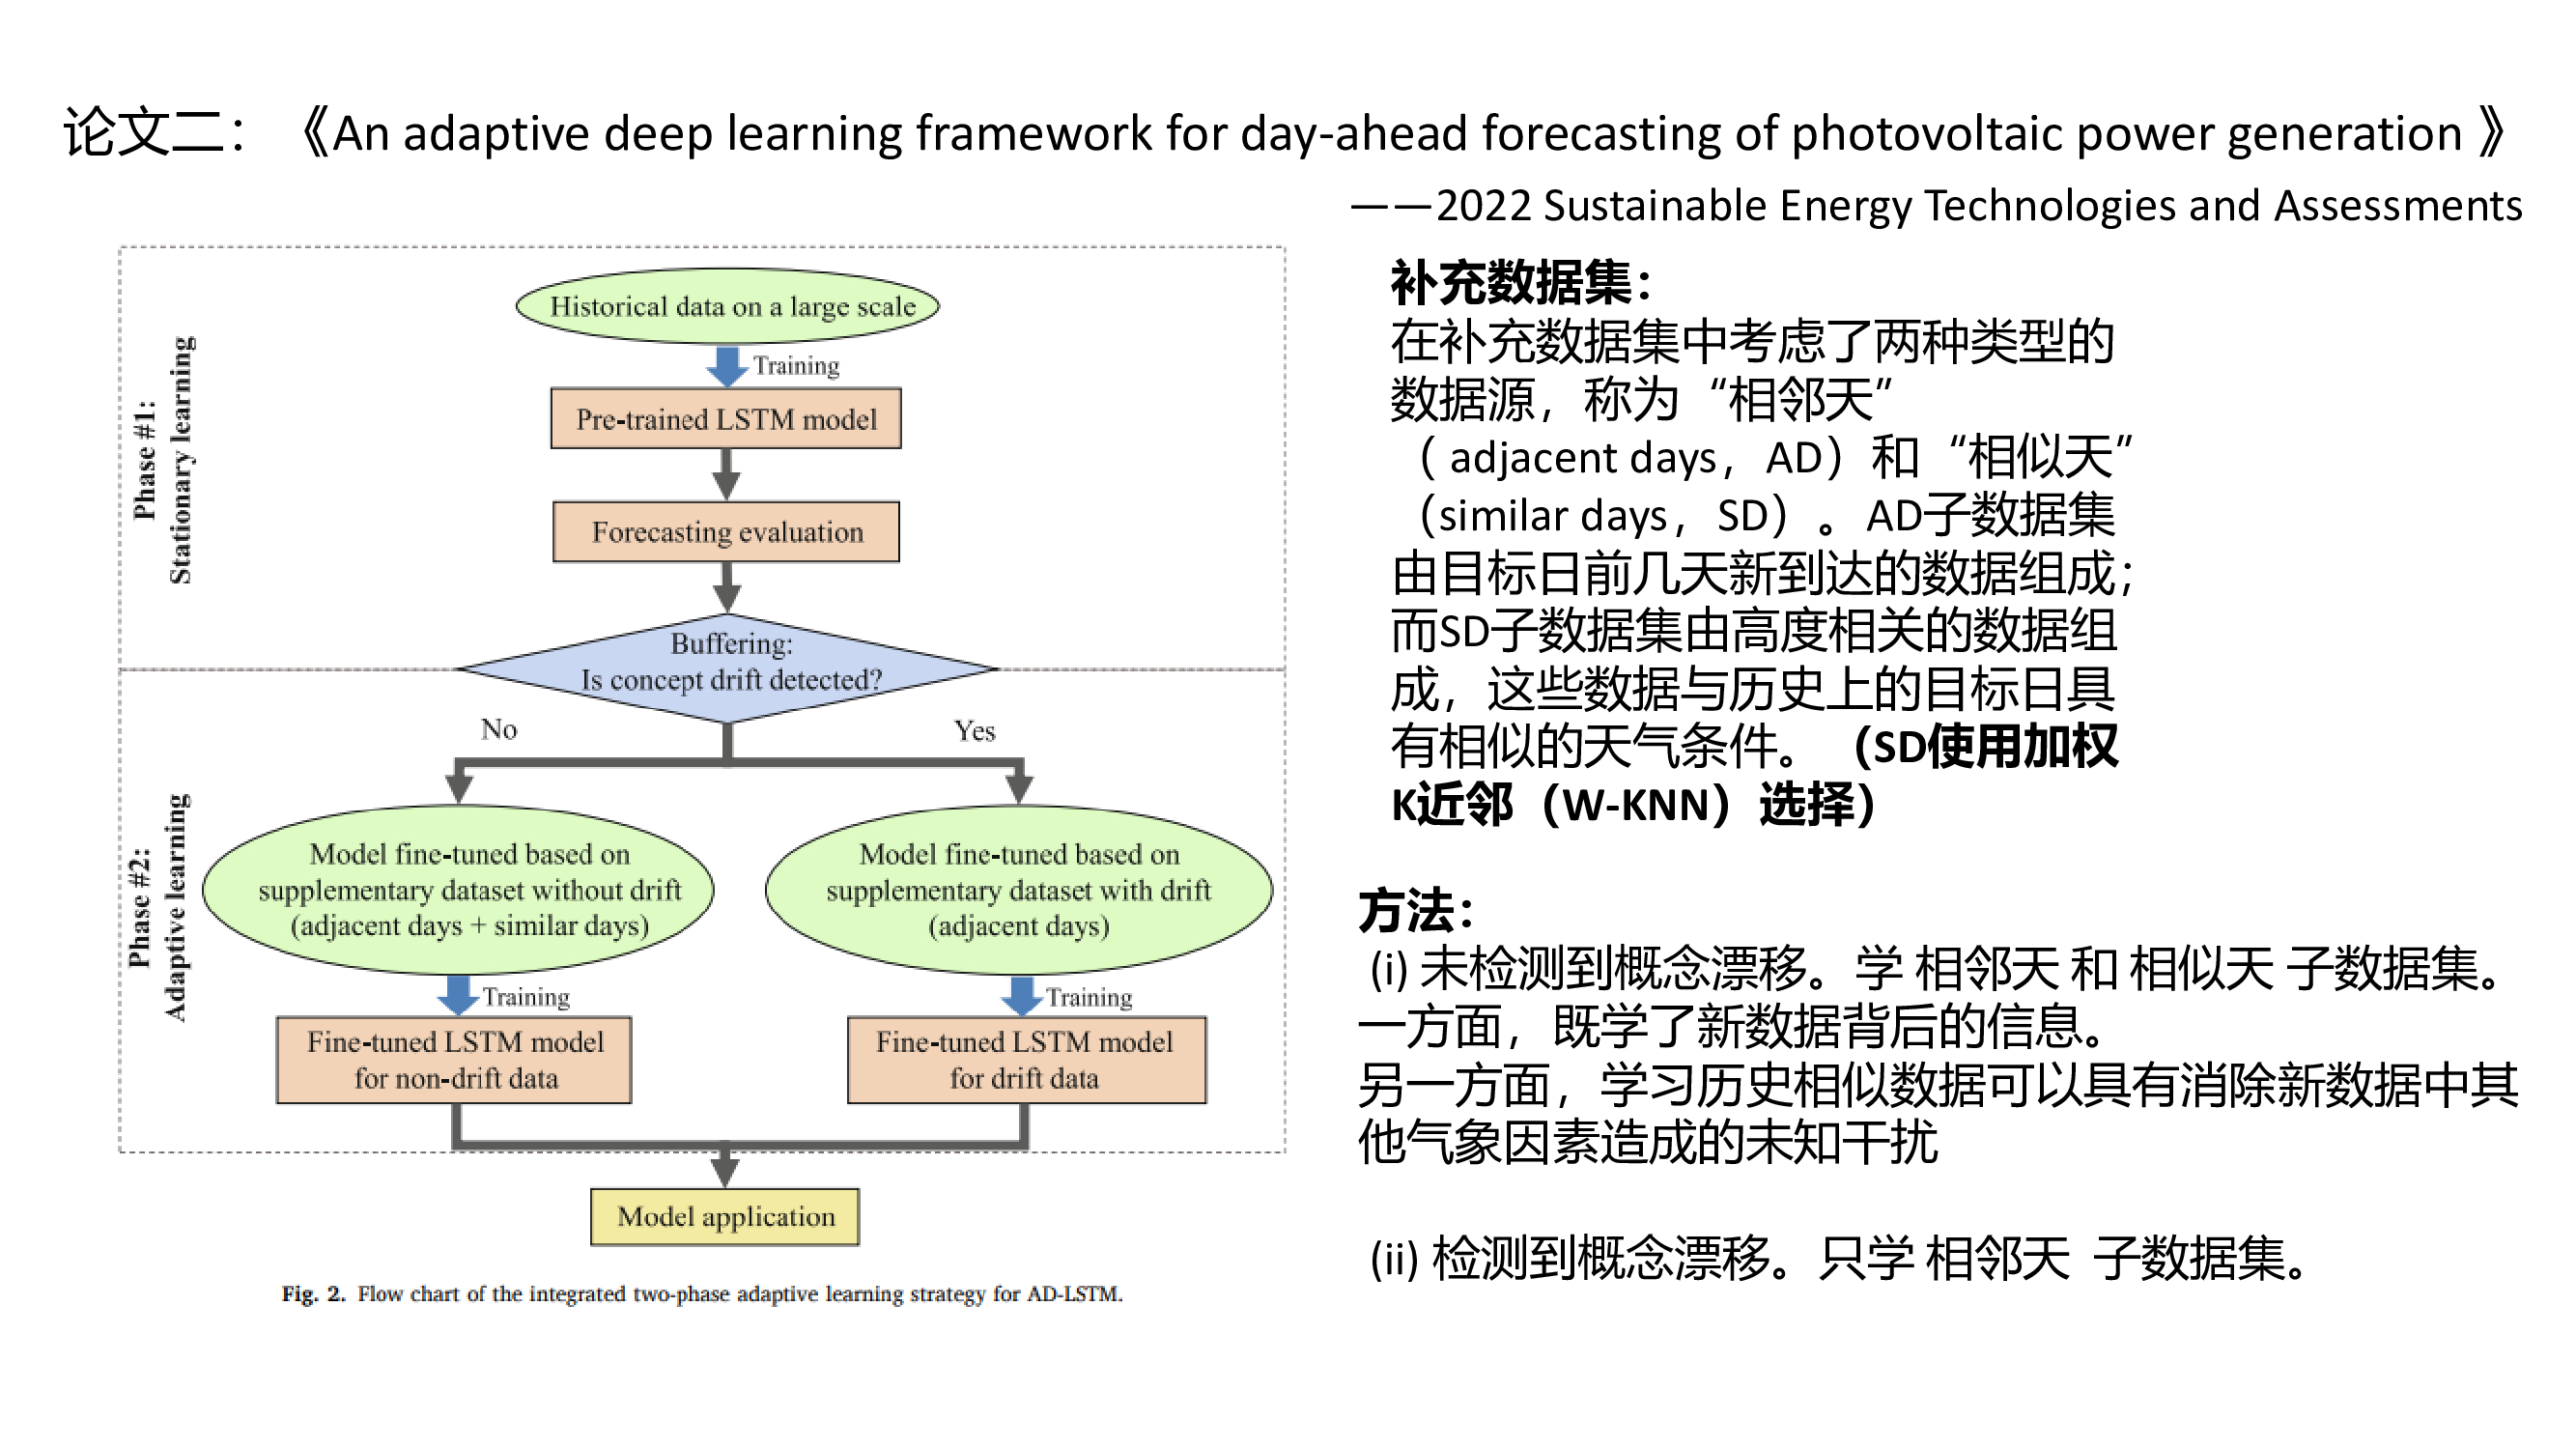 论文二：《An adaptive deep learning framework for day-ahead forecasting of photovoltaic power generation 》
——2022 Sustainable Energy Technologies and Assessments
Phase #1:
Stationary learning
Historical data on a large scale
Training
Pre-trained LSTM model
Forecasting evaluation
Buffering:
Is concept drift detected?
No
Yes
Phase #2:
Adaptive learning
Model fine-tuned based on
supplementary dataset without drift
(adjacent days + similar days)
Model fine-tuned based on
supplementary dataset with drift
(adjacent days)
Training
Training
Fine-tuned LSTM model
for non-drift data
Fine-tuned LSTM model
for drift data
Model application
Fig. 2. Flow chart of the integrated two-phase adaptive learning strategy for AD-LSTM.
补充数据集：
在补充数据集中考虑了两种类型的
数据源，称为“相邻天”
（ adjacent days，AD）和“相似天”
（similar days，SD）。AD子数据集
由目标日前几天新到达的数据组成；
而SD子数据集由高度相关的数据组
成，这些数据与历史上的目标日具
有相似的天气条件。（SD使用加权
K近邻（W-KNN）选择）
方法：
(i) 未检测到概念漂移。学 相邻天 和 相似天 子数据集。
一方面，既学了新数据背后的信息。
另一方面，学习历史相似数据可以具有消除新数据中其
他气象因素造成的未知干扰
(ii) 检测到概念漂移。只学 相邻天 子数据集。